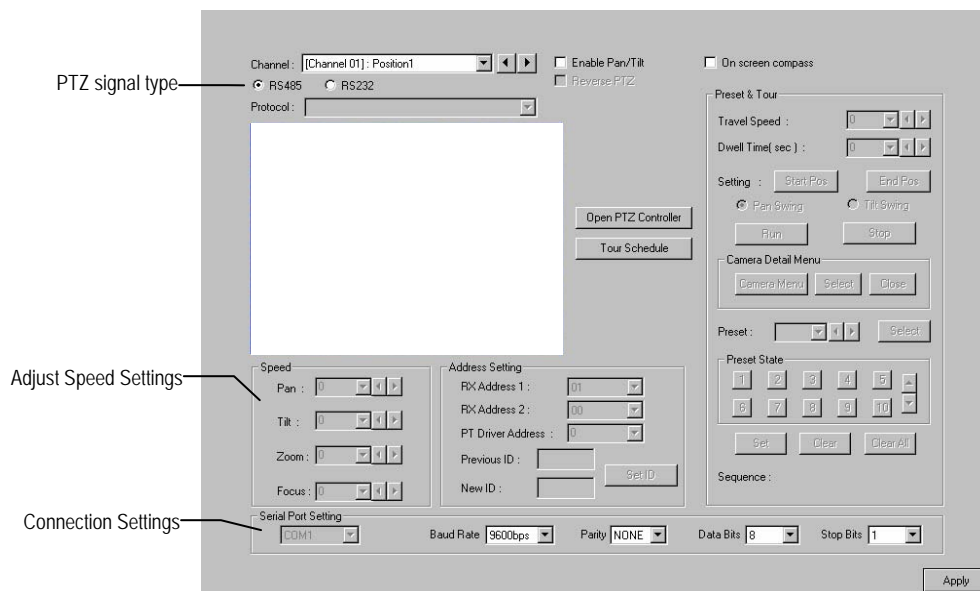 Channel : [Channel 01] : Position1
Enable Pan/Tilt
On screen compass
PTZ signal type
RS485 RS232
Reverse PTZ
Protocol :
Preset & Tour
Travel Speed : 0
Dwell Time( sec ) : 0
Setting : Start Pos End Pos
Pan Swing Tilt Swing
Run Stop
Open PTZ Controller
Tour Schedule
Camera Detail Menu
Camera Menu Select Close
Preset : Select
Preset State
1 2 3 4 5
6 7 8 9 10
Set Clear Clear All
Sequence :
Adjust Speed Settings
Speed
Pan : 0
Tilt : 0
Zoom : 0
Focus : 0
Address Setting
RX Address 1 : 01
RX Address 2 : 00
PT Driver Address : 0
Previous ID :
New ID :
Set ID
Connection Settings
Serial Port Setting
COM1 Baud Rate 9600bps Parity NONE Data Bits 8 Stop Bits 1
Apply